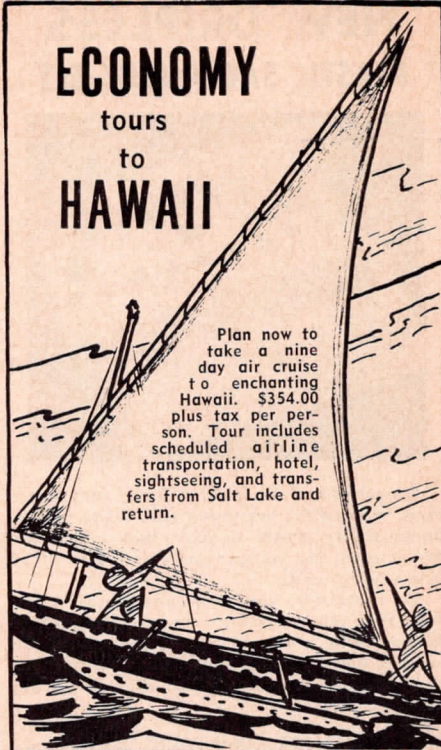 ECONOMY
tours
to
HAWAII
Plan now to
take a nine
day air cruise
to enchanting
Hawaii. $354.00
plus tax per per-
son. Tour includes
scheduled airline
transportation, hotel,
sightseeing, and trans-
fers from Salt Lake and
return.